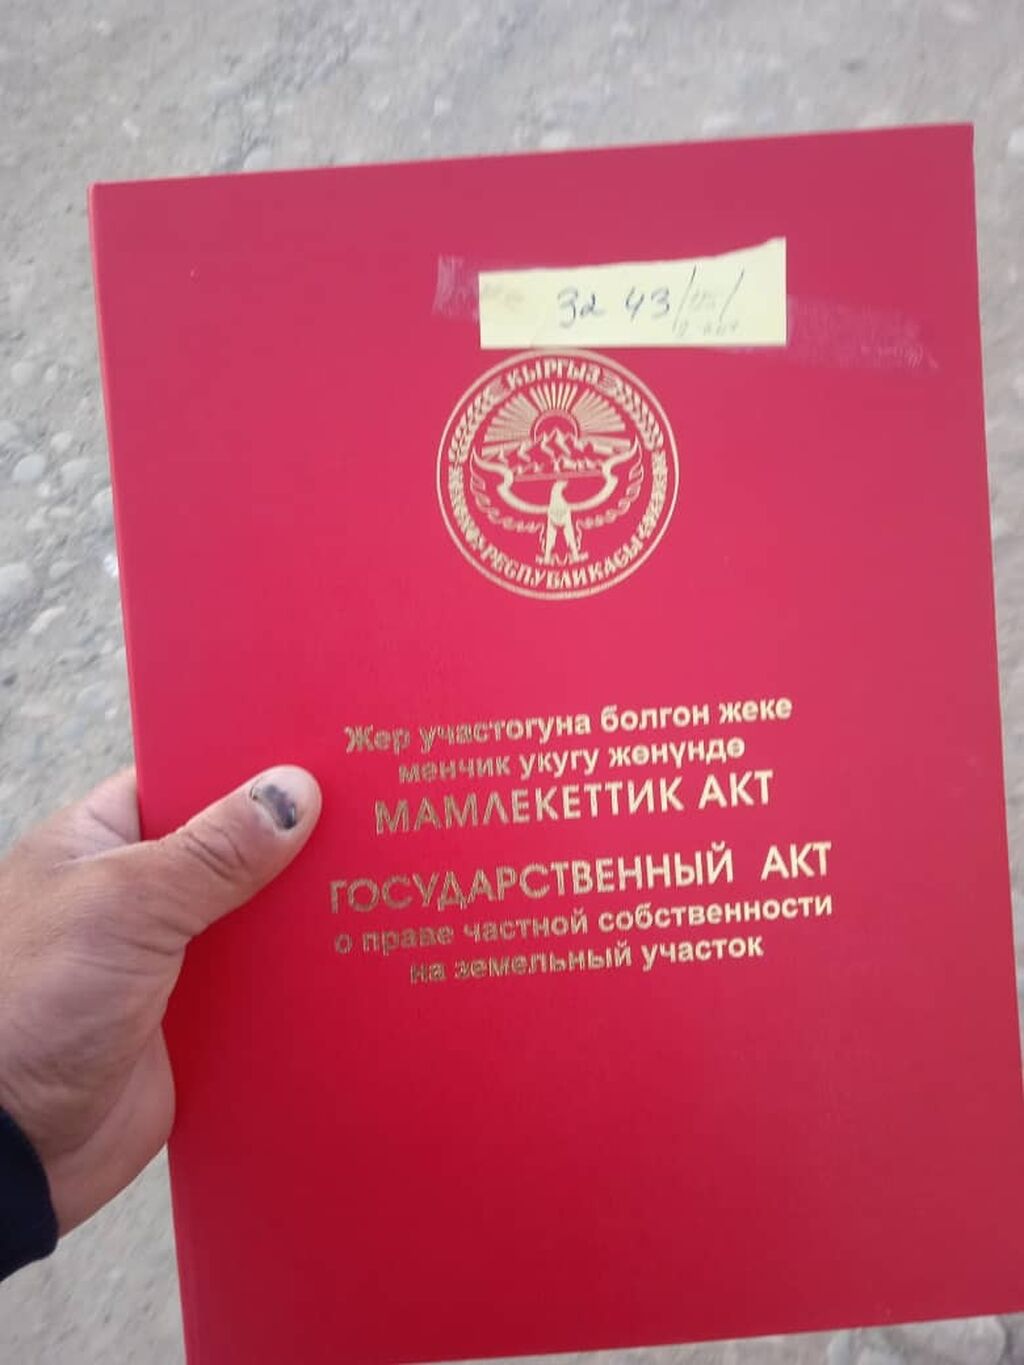 за 43/
КЫРГЫЗ
РЕСПУБЛИКАСЫ
Жер участогуна болгон жеке
менчик укугу жөнүндө
МАМЛЕКЕТТИК АКТ
ГОСУДАРСТВЕННЫЙ АКТ
о праве частной собственности
на земельный участок